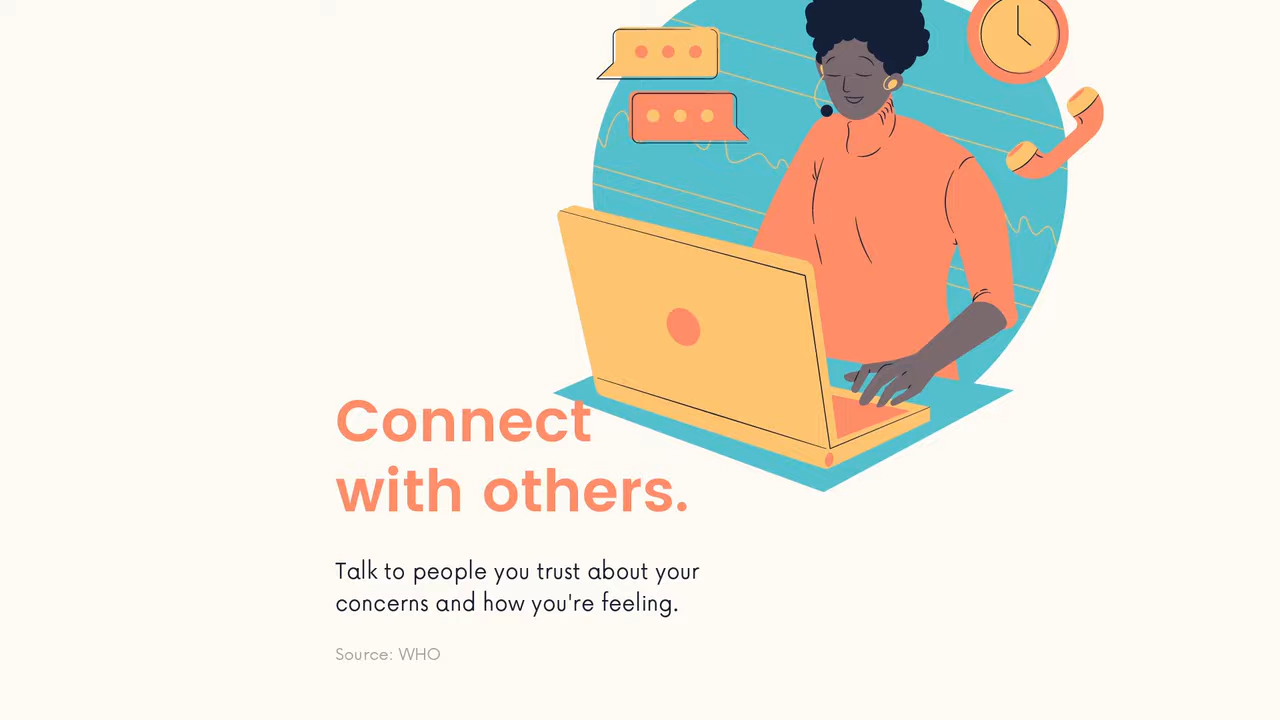 Connect
with others.
Talk to people you trust about your
concerns and how you're feeling.
Source: WHO